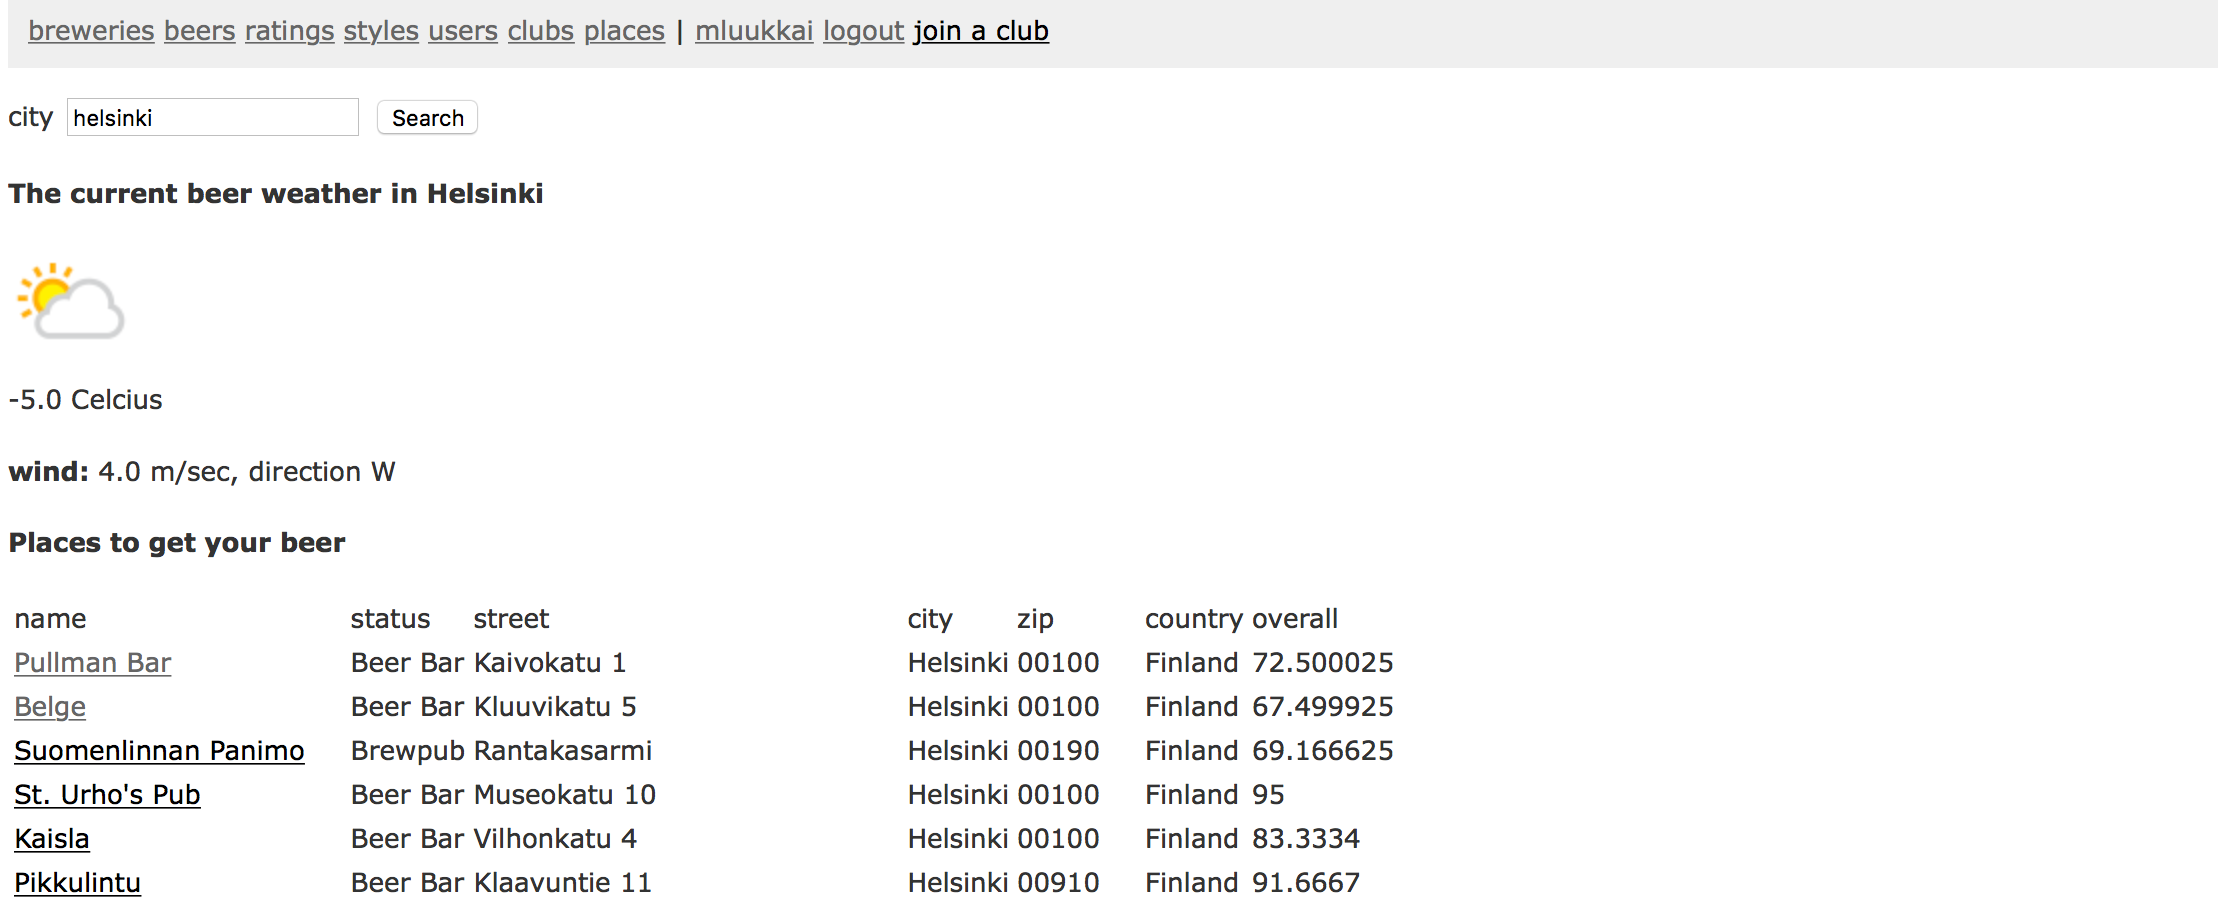 breweries beers ratings styles users clubs places | mluukkai logout join a club
city helsinki Search
The current beer weather in Helsinki
-5.0 Celcius
wind: 4.0 m/sec, direction W
Places to get your beer
name status street city zip country overall
Pullman Bar Beer Bar Kaivokatu 1 Helsinki 00100 Finland 72.500025
Belge Beer Bar Kluuvikatu 5 Helsinki 00100 Finland 67.499925
Suomenlinnan Panimo Brewpub Rantakasarmi Helsinki 00190 Finland 69.166625
St. Urho's Pub Beer Bar Museokatu 10 Helsinki 00100 Finland 95
Kaisla Beer Bar Vilhonkatu 4 Helsinki 00100 Finland 83.3334
Pikkulintu Beer Bar Klaavuntie 11 Helsinki 00910 Finland 91.6667